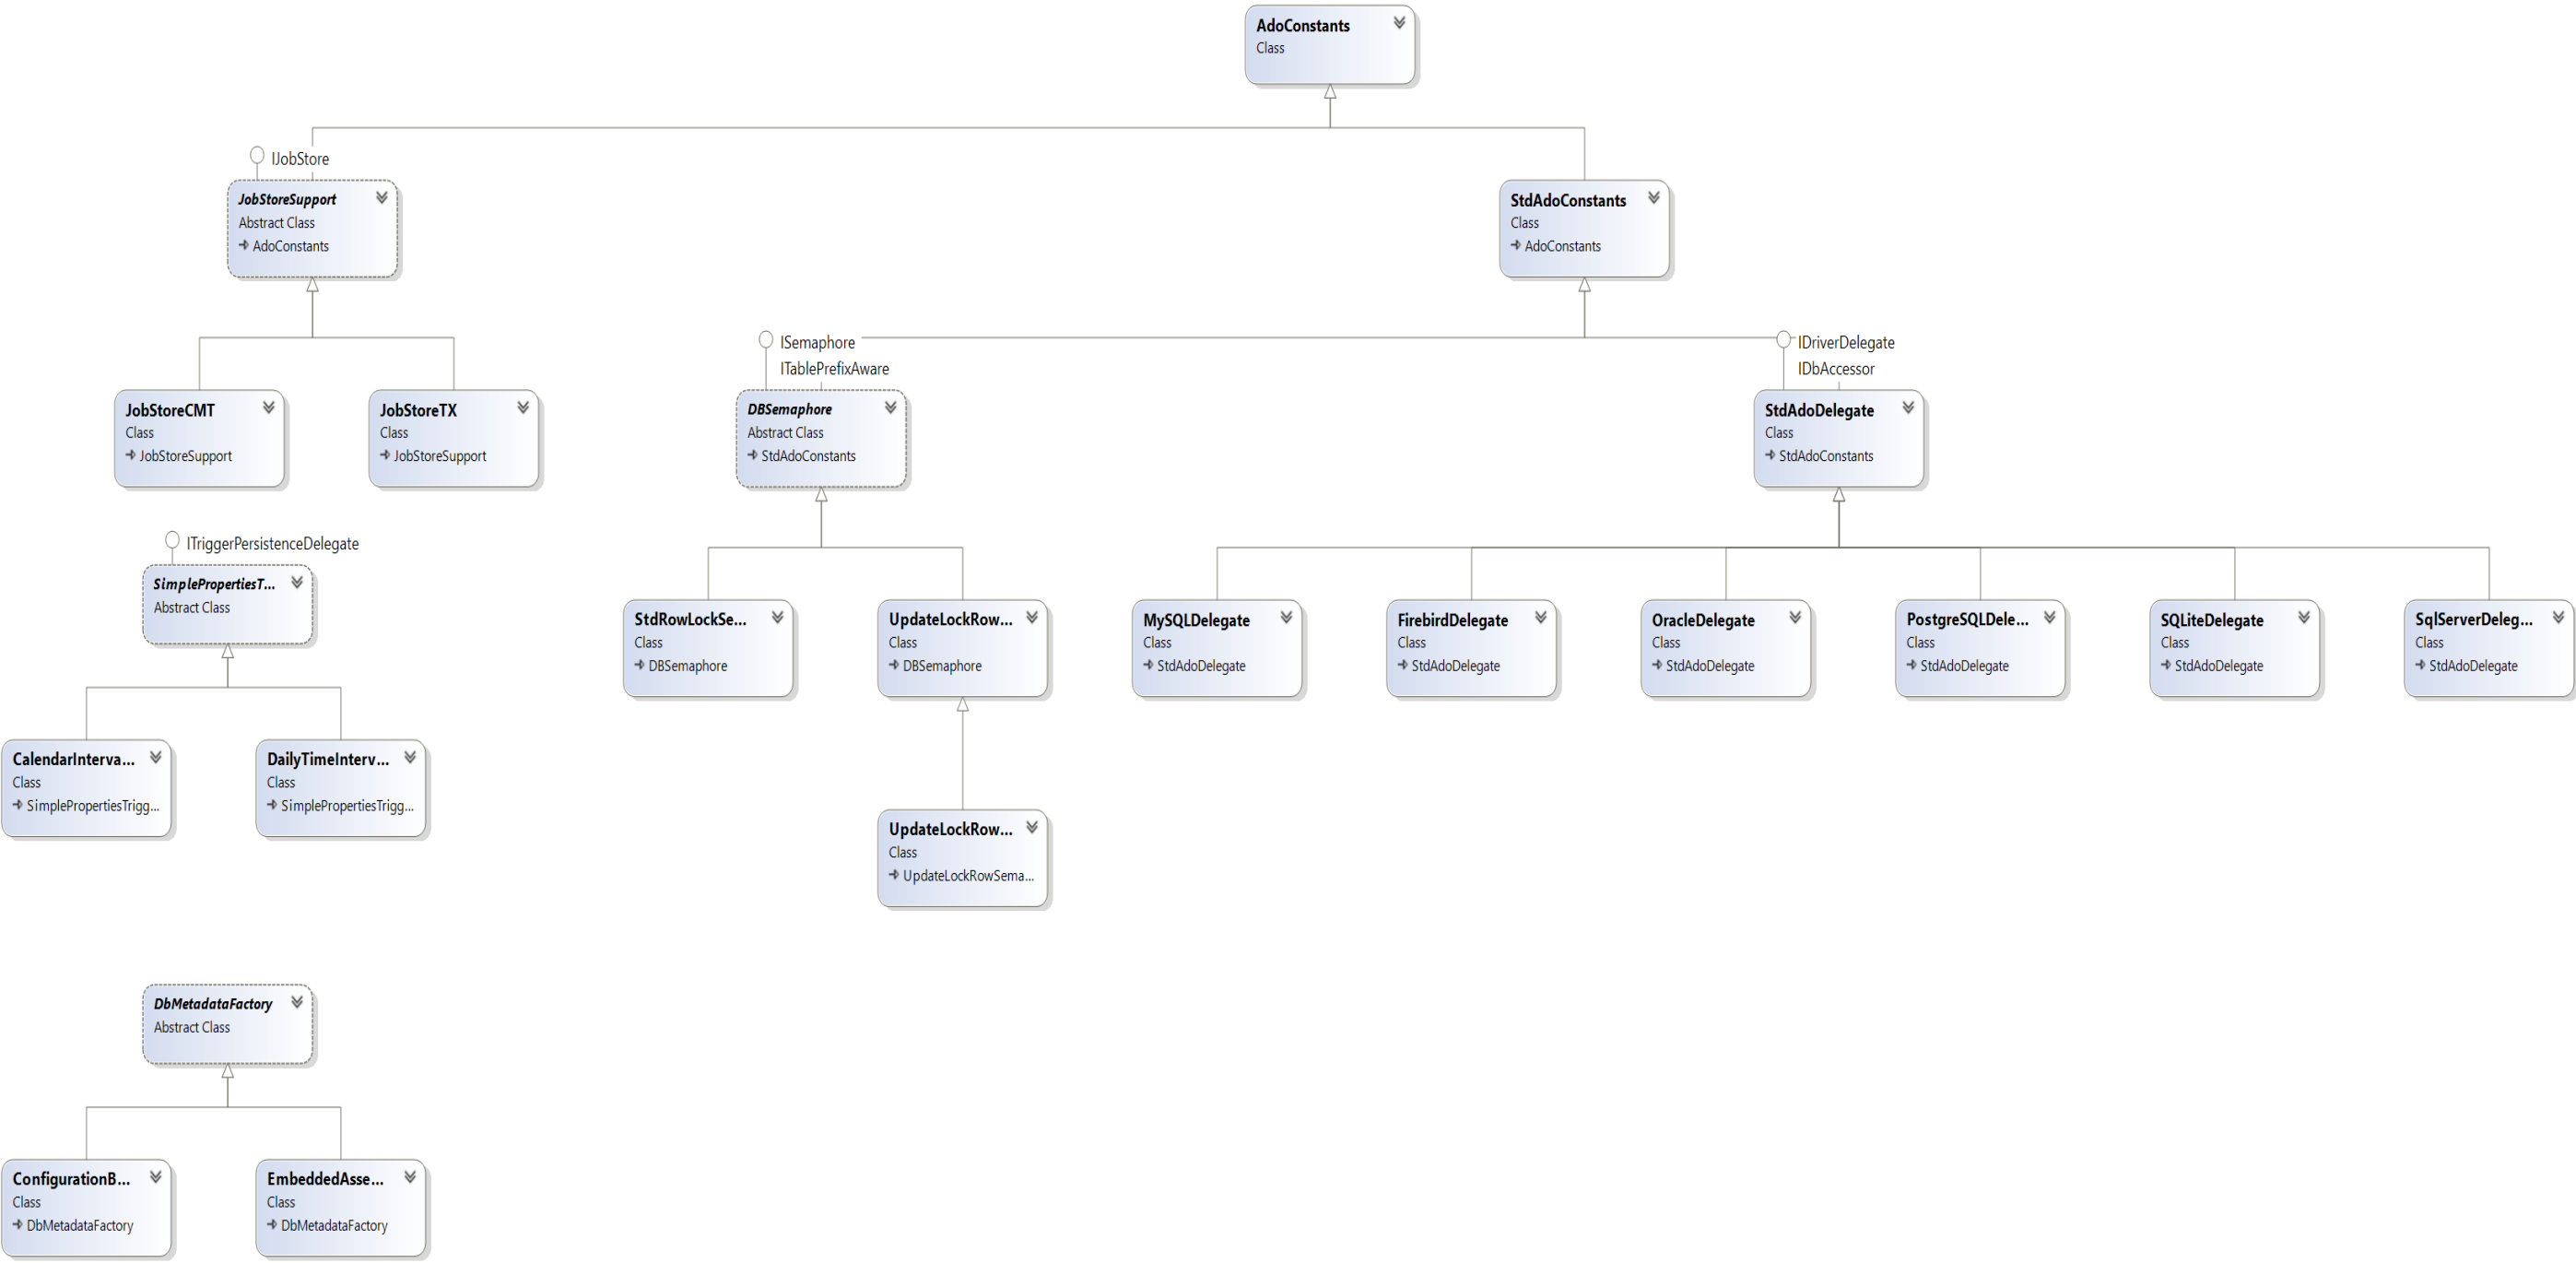 AdoConstants
Class
IJobStore
JobStoreSupport
Abstract Class
AdoConstants
StdAdoConstants
Class
AdoConstants
ISemaphore
ITablePrefixAware
IDriverDelegate
IDbAccessor
JobStoreCMT
Class
JobStoreSupport
JobStoreTX
Class
JobStoreSupport
DBSemaphore
Abstract Class
StdAdoConstants
StdAdoDelegate
Class
StdAdoConstants
ITriggerPersistenceDelegate
SimplePropertiesT...
Abstract Class
StdRowLockSe...
Class
DBSemaphore
UpdateLockRow...
Class
DBSemaphore
MySQLDelegate
Class
StdAdoDelegate
FirebirdDelegate
Class
StdAdoDelegate
OracleDelegate
Class
StdAdoDelegate
PostgreSQLDele...
Class
StdAdoDelegate
SQLiteDelegate
Class
StdAdoDelegate
SqlServerDeleg...
Class
StdAdoDelegate
CalendarInterva...
Class
SimplePropertiesTrigg...
DailyTimeInterv...
Class
SimplePropertiesTrigg...
UpdateLockRow...
Class
UpdateLockRowSema...
DbMetadataFactory
Abstract Class
ConfigurationB...
Class
DbMetadataFactory
EmbeddedAsse...
Class
DbMetadataFactory